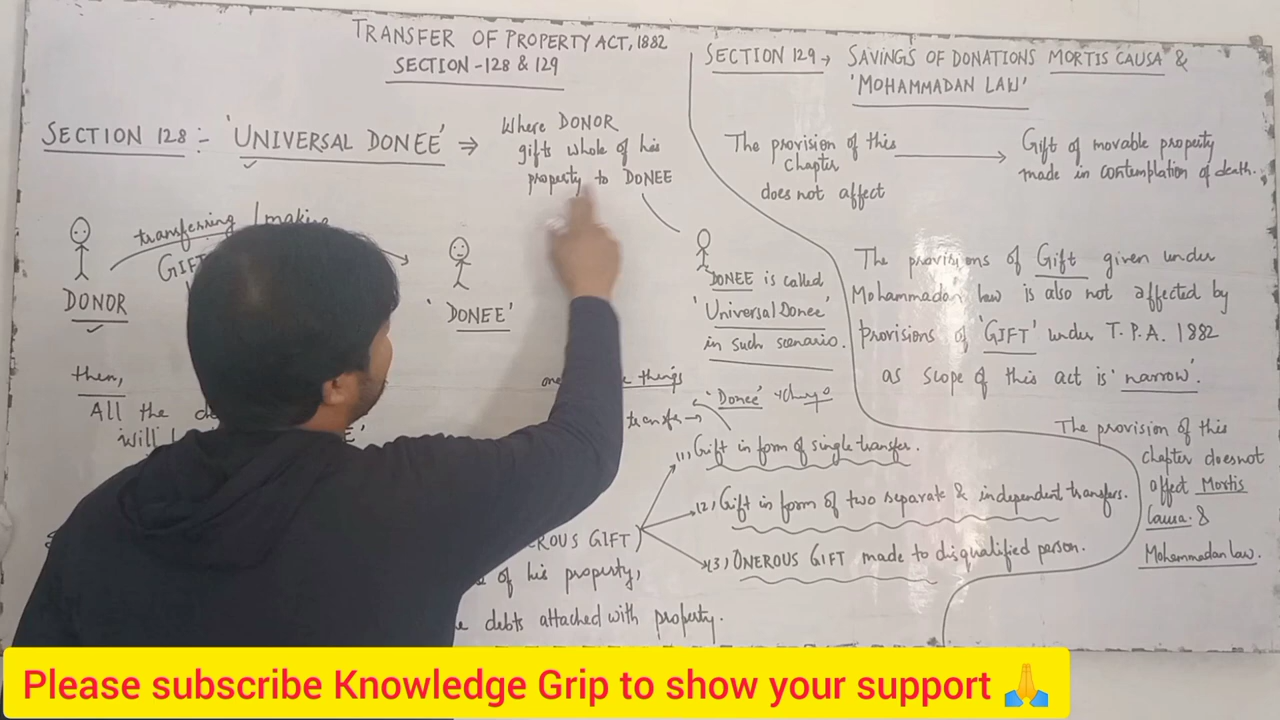 TRANSFER OF PROPERTY ACT, 1882
SECTION -128 & 129
SECTION 128:- 'UNIVERSAL DONEE' ⇒
Where DONOR
gifts whole of his
property to DONEE
transferring / making
DONOR
'DONEE'
DONEE is called
'Universal Donee'
in such scenario.
then,
All the
will
things
'Donee'
transfer →
(1) Gift in form of single transfer.
(2) Gift in form of two separate & independent transfers.
(3) ONEROUS GIFT made to disqualified person.
GIFT)
of his property,
debts attached with property.
SECTION 129 → SAVINGS OF DONATIONS MORTIS CAUSA &
'MOHAMMADAN LAW'
The provision of this
chapter
does not affect
Gift of movable property
made in contemplation of death.
The provisions of Gift given under
Mohammadan law is also not affected by
provisions of 'GIFT' under T.P.A. 1882
as scope of this act is 'narrow'.
The provision of this
chapter doesnot
affect Mortis
Causa &
Mohammadan law.
Please subscribe Knowledge Grip to show your support 🙏